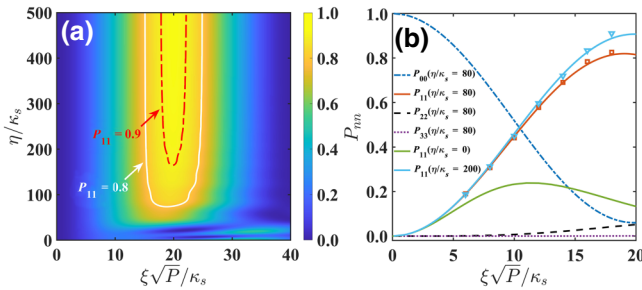 (a)
500
400
300
200
100
0
η/κₛ
P₁₁ = 0.9
P₁₁ = 0.8
0
10
20
30
40
ξ√P/κₛ
1.0
0.8
0.6
0.4
0.2
0.0
(b)
1.0
0.8
0.6
0.4
0.2
0.0
Pₙₙ
P₀₀(η/κₛ = 80)
P₁₁(η/κₛ = 80)
P₂₂(η/κₛ = 80)
P₃₃(η/κₛ = 80)
P₁₁(η/κₛ = 0)
P₁₁(η/κₛ = 200)
0
5
10
15
20
ξ√P/κₛ